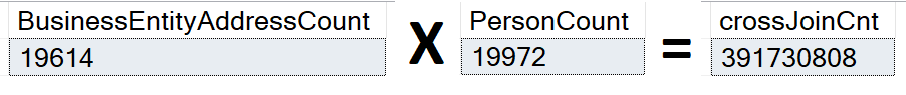 BusinessEntityAddressCount X PersonCount = crossJoinCnt
19614 19972 391730808